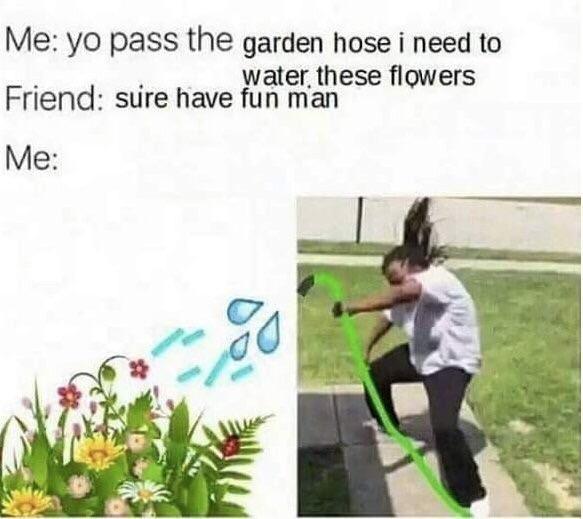 Me: yo pass the garden hose i need to
water these flowers
Friend: sure have fun man
Me: